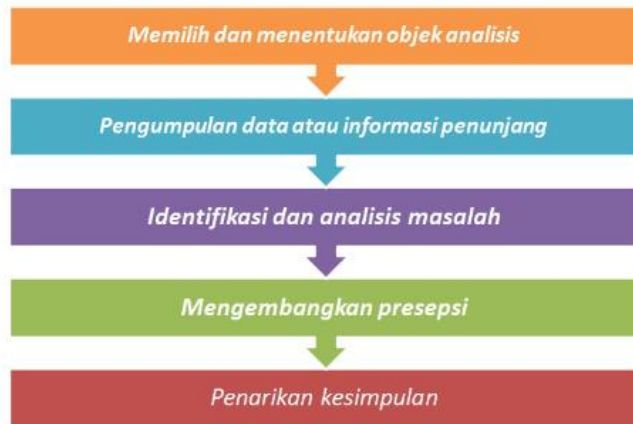 Memilih dan menentukan objek analisis
Pengumpulan data atau informasi penunjang
Identifikasi dan analisis masalah
Mengembangkan presepsi
Penarikan kesimpulan